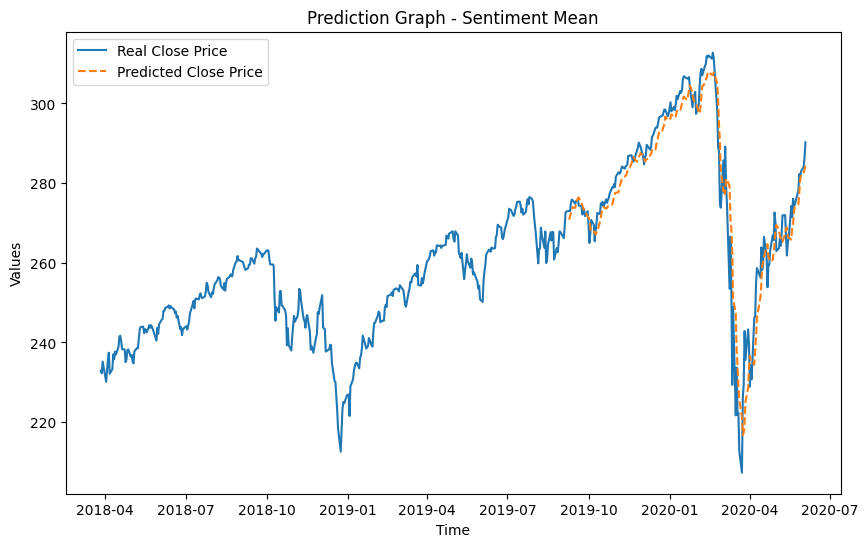 Prediction Graph - Sentiment Mean
Real Close Price
Predicted Close Price
Values
300
280
260
240
220
2018-04 2018-07 2018-10 2019-01 2019-04 2019-07 2019-10 2020-01 2020-04 2020-07
Time